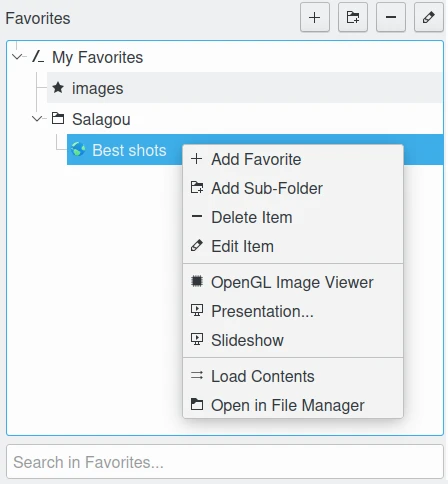 Favorites
My Favorites
images
Salagou
Best shots
Add Favorite
Add Sub-Folder
Delete Item
Edit Item
OpenGL Image Viewer
Presentation...
Slideshow
Load Contents
Open in File Manager
Search in Favorites...